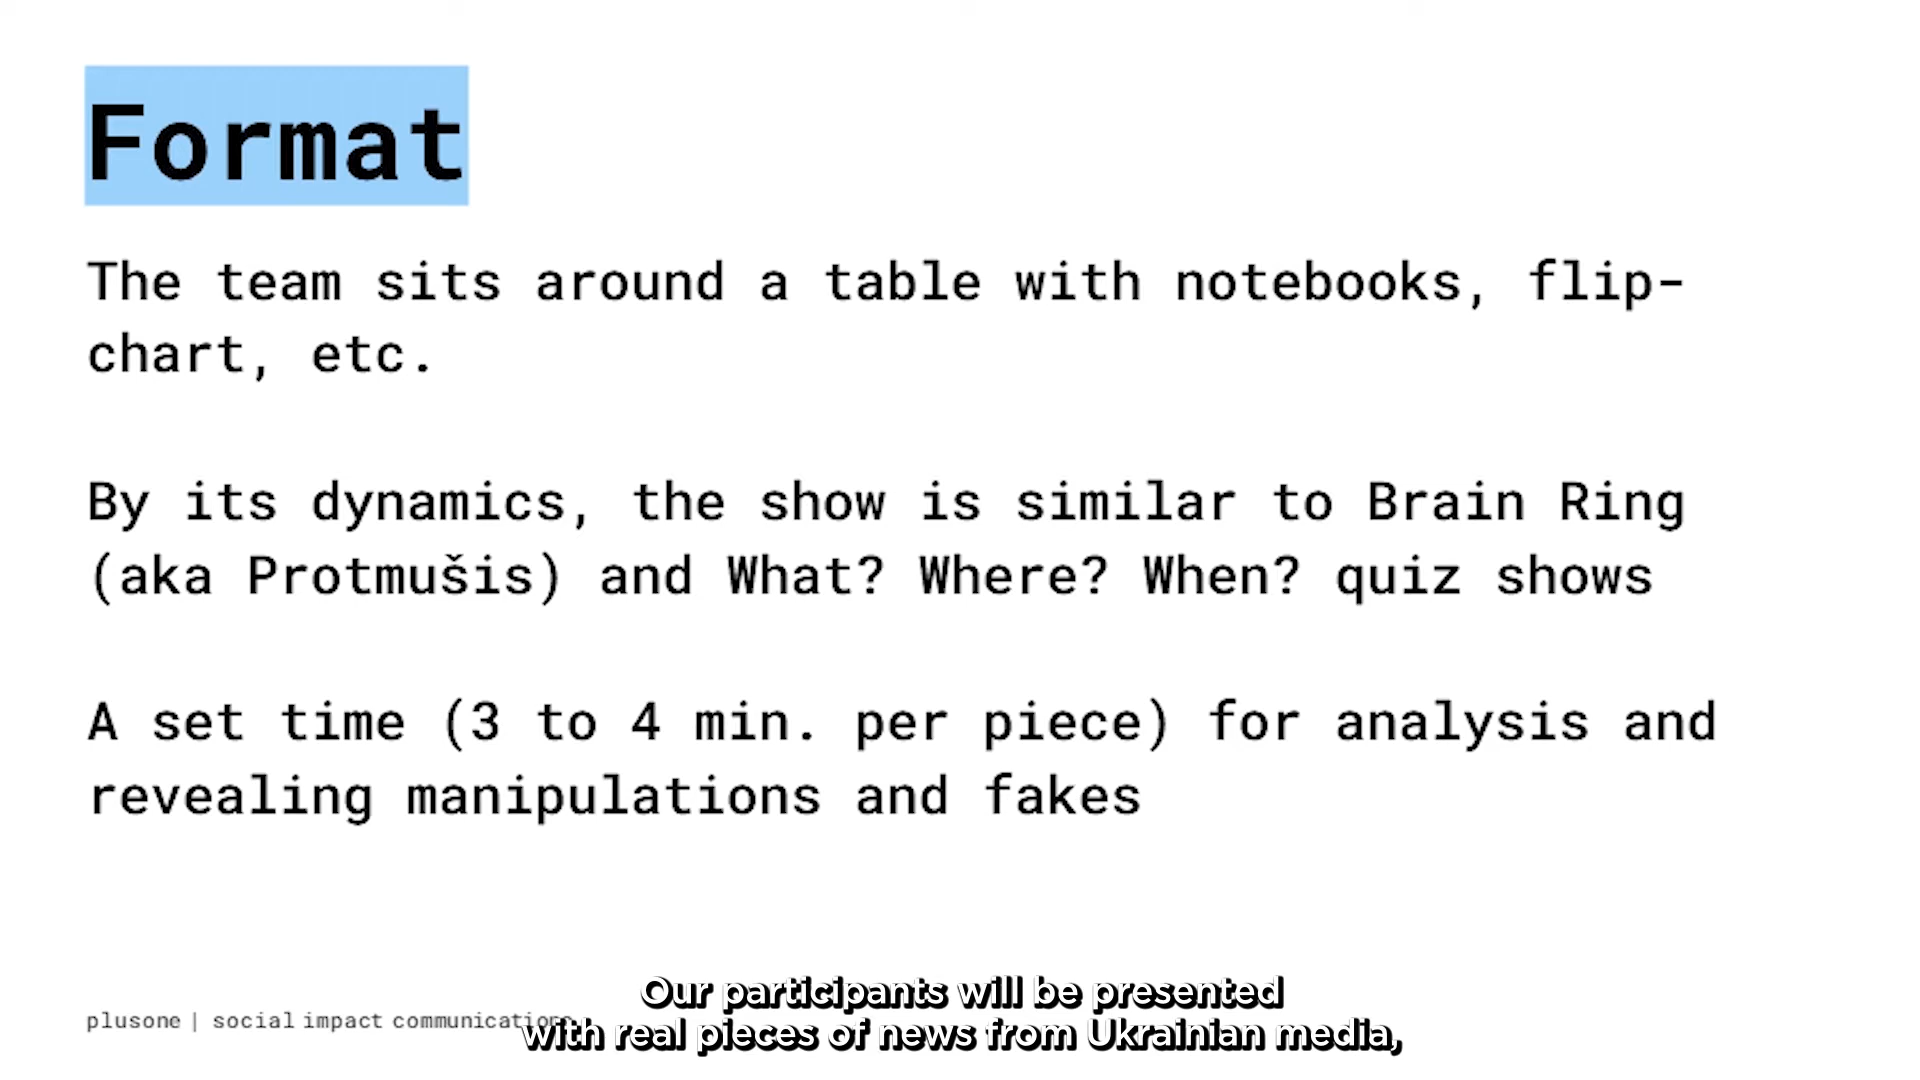 Format
The team sits around a table with notebooks, flip-
chart, etc.
By its dynamics, the show is similar to Brain Ring
(aka Protmušis) and What? Where? When? quiz shows
A set time (3 to 4 min. per piece) for analysis and
revealing manipulations and fakes
plusone | social impact communications
Our participants will be presented
with real pieces of news from Ukrainian media,